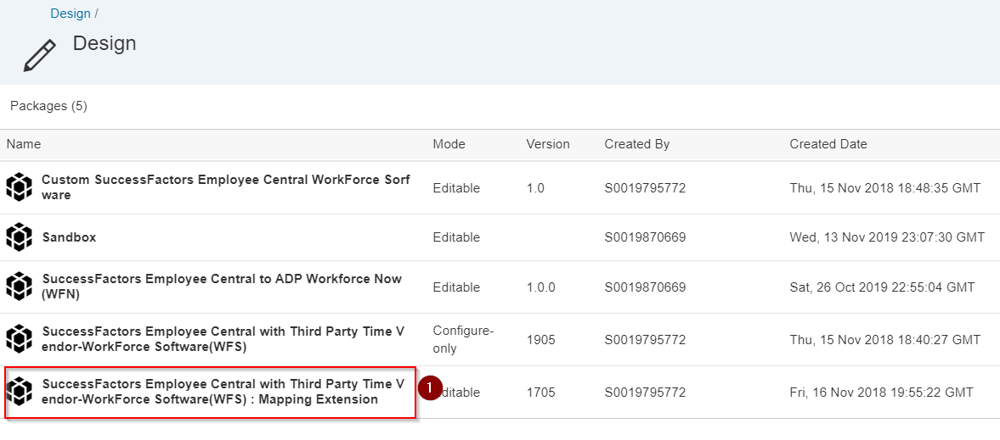 Design /
Design
Packages (5)
Name Mode Version Created By Created Date
Custom SuccessFactors Employee Central WorkForce Sorf
ware
Editable 1.0 S0019795772 Thu, 15 Nov 2018 18:48:35 GMT
Sandbox Editable S0019870669 Wed, 13 Nov 2019 23:07:30 GMT
SuccessFactors Employee Central to ADP Workforce Now
(WFN)
Editable 1.0.0 S0019870669 Sat, 26 Oct 2019 22:55:04 GMT
SuccessFactors Employee Central with Third Party Time V
endor-WorkForce Software(WFS)
Configure-
only
1905 S0019795772 Thu, 15 Nov 2018 18:40:27 GMT
SuccessFactors Employee Central with Third Party Time V
endor-WorkForce Software(WFS) : Mapping Extension
1
ditable 1705 S0019795772 Fri, 16 Nov 2018 19:55:22 GMT